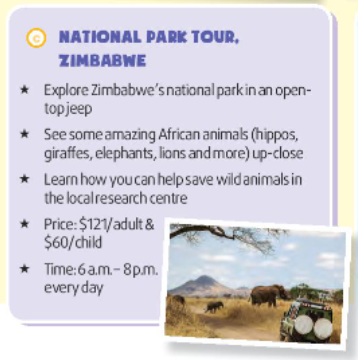 C NATIONAL PARK TOUR,
ZIMBABWE
★ Explore Zimbabwe's national park in an open-
top jeep
★ See some amazing African animals (hippos,
giraffes, elephants, lions and more) up-close
★ Learn how you can help save wild animals in
the local research centre
★ Price: $121/adult &
$60/child
★ Time: 6 a.m. – 8 p.m.
every day